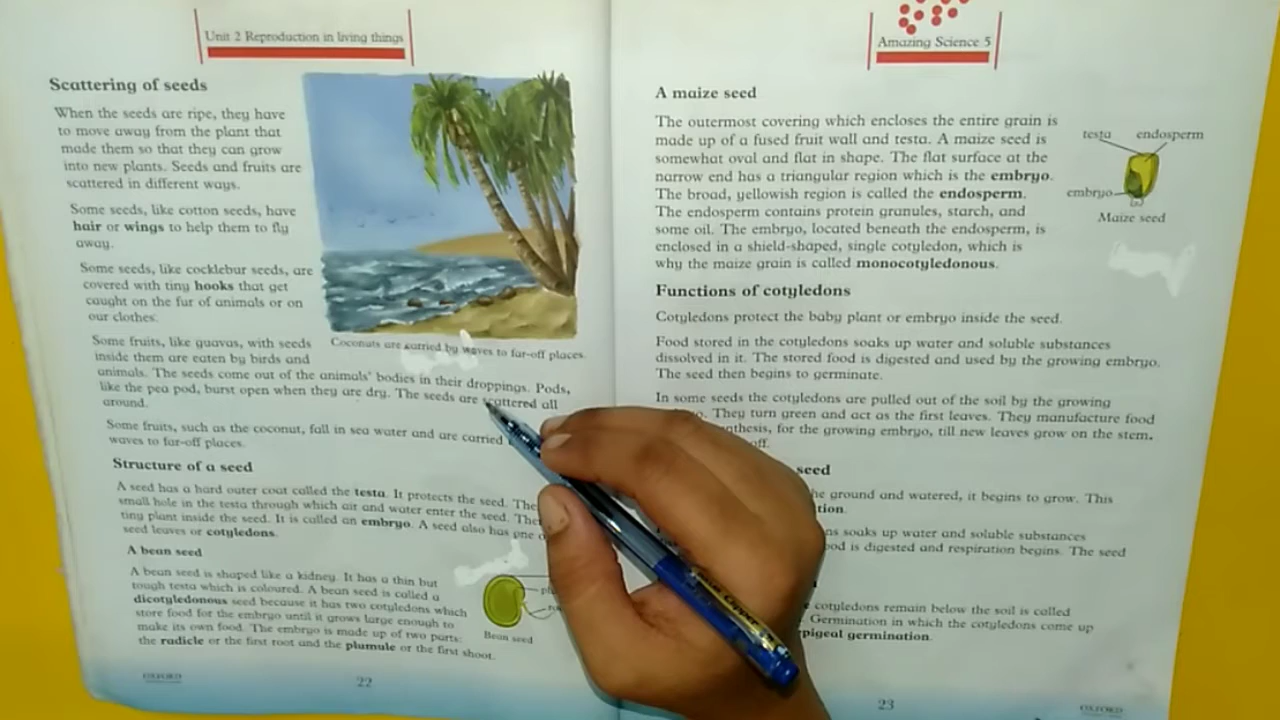 Unit 2 Reproduction in living things
Scattering of seeds
When the seeds are ripe, they have
to move away from the plant that
made them so that they can grow
into new plants. Seeds and fruits are
scattered in different ways.
Some seeds, like cotton seeds, have
hair or wings to help them to fly
away.
Some seeds, like cocklebur seeds, are
covered with tiny hooks that get
caught on the fur of animals or on
our clothes.
Coconuts are carried by waves to far-off places.
Some fruits, like guavas, with seeds
inside them are eaten by birds and
animals. The seeds come out of the animals' bodies in their droppings. Pods,
like the pea pod, burst open when they are dry. The seeds are scattered all
around.
Some fruits, such as the coconut, fall in sea water and are carried
waves to far-off places.
Structure of a seed
A seed has a hard outer coat called the testa. It protects the seed. The
small hole in the testa through which air and water enter the seed. The
tiny plant inside the seed. It is called an embryo. A seed also has one o
seed leaves or cotyledons.
A bean seed
A bean seed is shaped like a kidney. It has a thin but
tough testa which is coloured. A bean seed is called a
dicotyledonous seed because it has two cotyledons which
store food for the embryo until it grows large enough to
make its own food. The embryo is made up of two parts:
the radicle or the first root and the plumule or the first shoot.
Bean seed
OXFORD
22
Amazing Science 5
A maize seed
The outermost covering which encloses the entire grain is
made up of a fused fruit wall and testa. A maize seed is
somewhat oval and flat in shape. The flat surface at the
narrow end has a triangular region which is the embryo.
The broad, yellowish region is called the endosperm.
The endosperm contains protein granules, starch, and
some oil. The embryo, located beneath the endosperm, is
enclosed in a shield-shaped, single cotyledon, which is
why the maize grain is called monocotyledonous.
testa endosperm
embryo
Maize seed
Functions of cotyledons
Cotyledons protect the baby plant or embryo inside the seed.
Food stored in the cotyledons soaks up water and soluble substances
dissolved in it. The stored food is digested and used by the growing embryo.
The seed then begins to germinate.
In some seeds the cotyledons are pulled out of the soil by the growing
They turn green and act as the first leaves. They manufacture food
for the growing embryo, till new leaves grow on the stem.
off.
seed
he ground and watered, it begins to grow. This
tion.
ns soaks up water and soluble substances
ood is digested and respiration begins. The seed
cotyledons remain below the soil is called
Germination in which the cotyledons come up
pigeal germination.
23
OXFORD